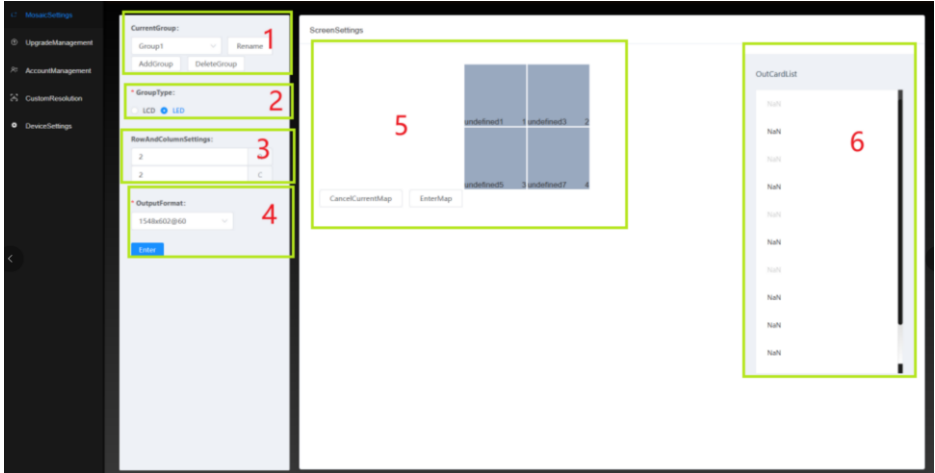 MosaicSettings
UpgradeManagement
AccountManagement
CustomResolution
DeviceSettings
CurrentGroup:
1
Group1
Rename
AddGroup DeleteGroup
* GroupType:
2
LCD LED
RowAndColumnSettings:
3
2
2 C
* OutputFormat:
4
1548x602@60
Enter
ScreenSettings
5
undefined1 1 undefined3 2
undefined5 3 undefined7 4
CancelCurrentMap EnterMap
OutCardList
6
NaN
NaN
NaN
NaN
NaN
NaN
NaN
NaN
NaN
NaN